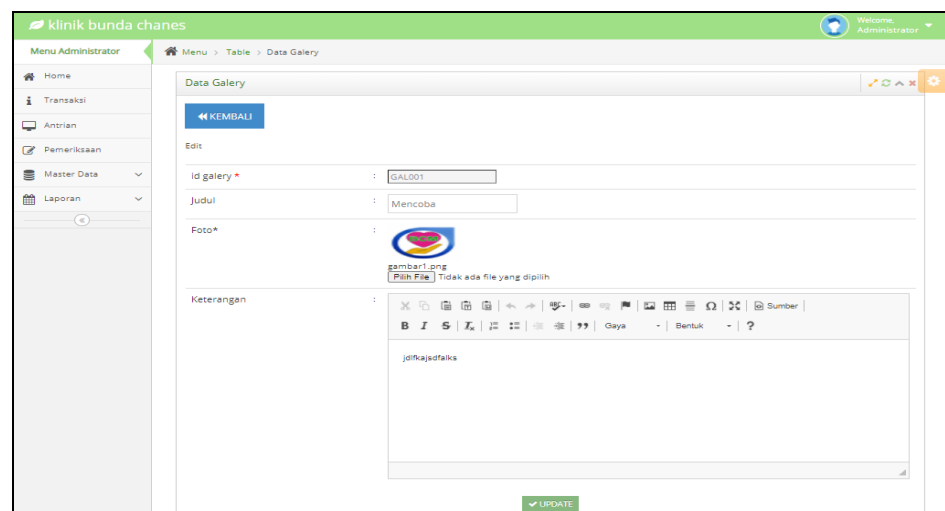 klinik bunda chanes
Welcome,
Administrator
Menu Administrator
Menu > Table > Data Galery
Home
Transaksi
Antrian
Pemeriksaan
Master Data
Laporan
Data Galery
KEMBALI
Edit
id galery * : GAL001
Judul : Mencoba
Foto* :
gambar1.png
Pilih File Tidak ada file yang dipilih
Keterangan :
Sumber
B I S Tx Gaya Bentuk ?
jdlfkajsdfalks
UPDATE